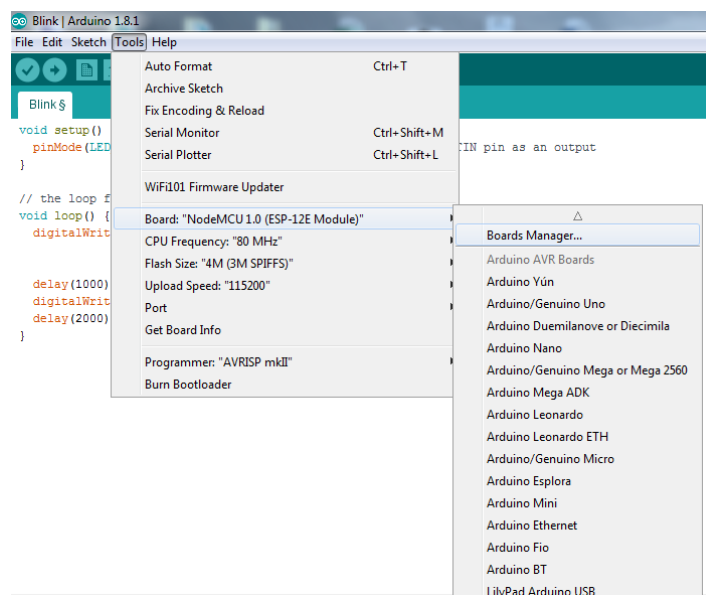 Blink | Arduino 1.8.1
File Edit Sketch Tools Help
Blink §
void setup()
pinMode(LED
TIN pin as an output
}
// the loop f
void loop() {
digitalWrit
delay(1000)
digitalWrit
delay(2000)
}
Auto Format Ctrl+T
Archive Sketch
Fix Encoding & Reload
Serial Monitor Ctrl+Shift+M
Serial Plotter Ctrl+Shift+L
WiFi101 Firmware Updater
Board: "NodeMCU 1.0 (ESP-12E Module)"
CPU Frequency: "80 MHz"
Flash Size: "4M (3M SPIFFS)"
Upload Speed: "115200"
Port
Get Board Info
Programmer: "AVRISP mkII"
Burn Bootloader
Boards Manager...
Arduino AVR Boards
Arduino Yún
Arduino/Genuino Uno
Arduino Duemilanove or Diecimila
Arduino Nano
Arduino/Genuino Mega or Mega 2560
Arduino Mega ADK
Arduino Leonardo
Arduino Leonardo ETH
Arduino/Genuino Micro
Arduino Esplora
Arduino Mini
Arduino Ethernet
Arduino Fio
Arduino BT
LilyPad Arduino USB